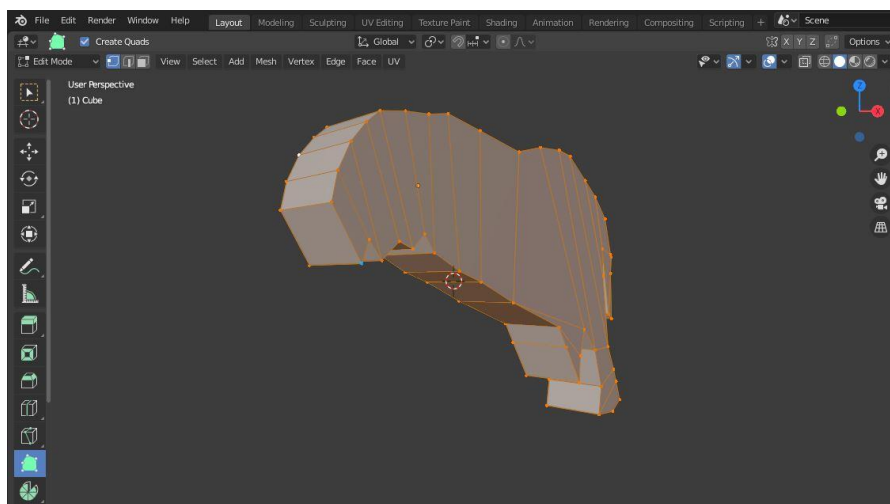 File Edit Render Window Help Layout Modeling Sculpting UV Editing Texture Paint Shading Animation Rendering Compositing Scripting + Scene
Create Quads Global X Y Z Options
Edit Mode View Select Add Mesh Vertex Edge Face UV
User Perspective
(1) Cube
Z
X